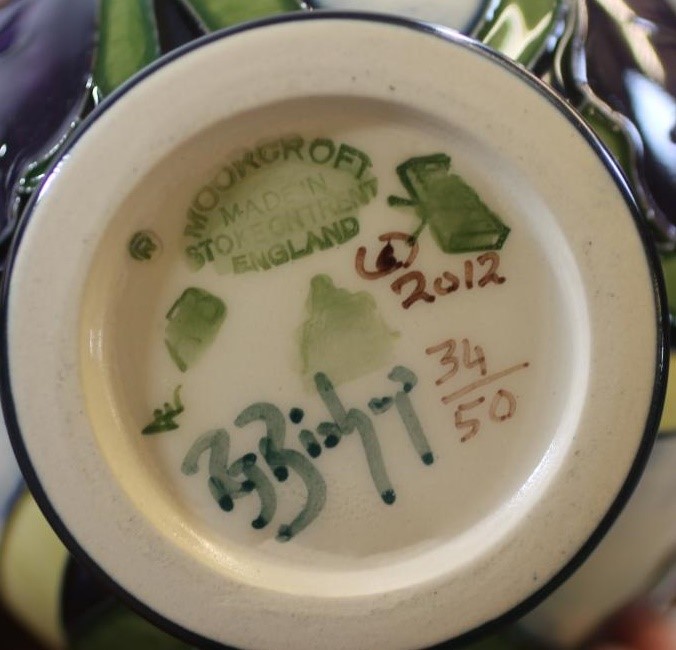 MOORCROFT
MADE IN
STOKE ON TRENT
ENGLAND
®
©
2012
34/50